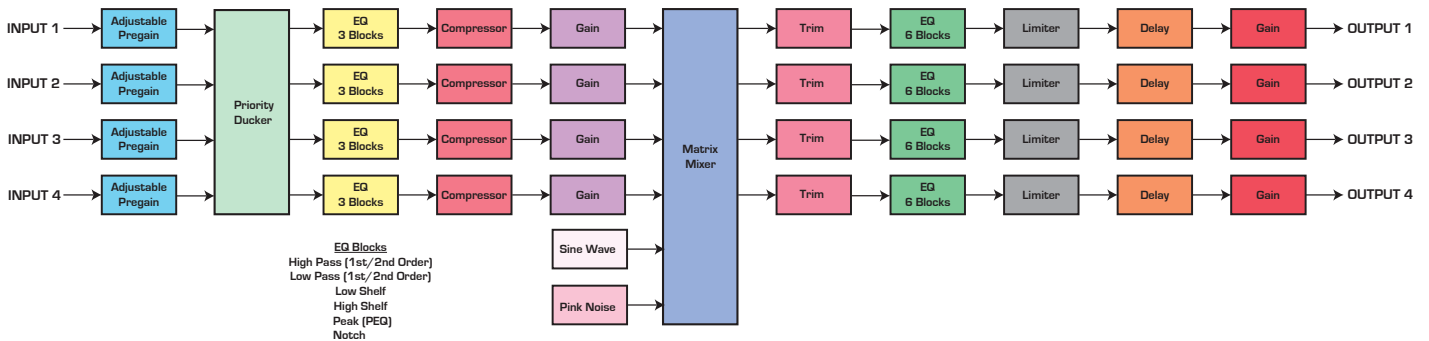 INPUT 1
Adjustable
Pregain
EQ
3 Blocks
Compressor
Gain
Trim
EQ
6 Blocks
Limiter
Delay
Gain
OUTPUT 1
INPUT 2
Adjustable
Pregain
Priority
Ducker
EQ
3 Blocks
Compressor
Gain
Trim
EQ
6 Blocks
Limiter
Delay
Gain
OUTPUT 2
INPUT 3
Adjustable
Pregain
EQ
3 Blocks
Compressor
Gain
Matrix
Mixer
Trim
EQ
6 Blocks
Limiter
Delay
Gain
OUTPUT 3
INPUT 4
Adjustable
Pregain
EQ
3 Blocks
Compressor
Gain
Trim
EQ
6 Blocks
Limiter
Delay
Gain
OUTPUT 4
EQ Blocks
High Pass (1st/2nd Order)
Low Pass (1st/2nd Order)
Low Shelf
High Shelf
Peak (PEQ)
Notch
Sine Wave
Pink Noise